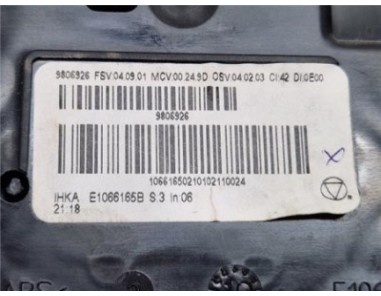 9806926 FSV:04.09.01 MCV:00.24.9D OSV:04.02.03 CI:42 DI:0E00
9806926
10661650210102110024
IHKA E1066165B S:3 In:06
21.18